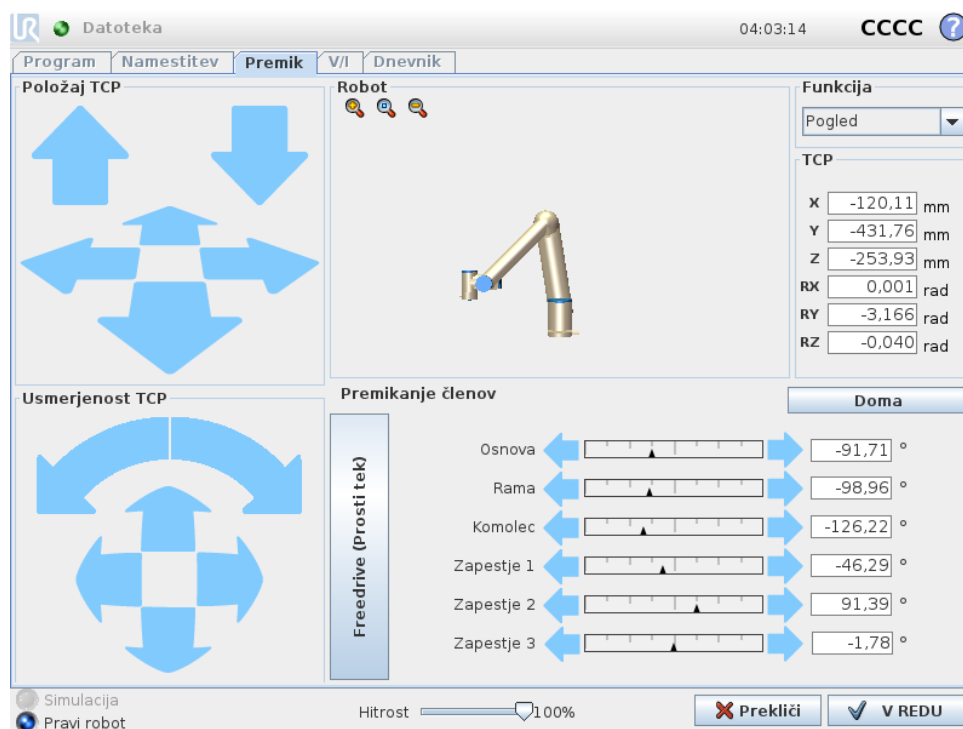 UR Datoteka 04:03:14 CCCC ?
Program Namestitev Premik V/I Dnevnik
Položaj TCP
Robot
Funkcija
Pogled
TCP
X -120,11 mm
Y -431,76 mm
Z -253,93 mm
RX 0,001 rad
RY -3,166 rad
RZ -0,040 rad
Usmerjenost TCP
Premikanje členov
Doma
Freedrive (Prosti tek)
Osnova -91,71 °
Rama -98,96 °
Komolec -126,22 °
Zapestje 1 -46,29 °
Zapestje 2 91,39 °
Zapestje 3 -1,78 °
Simulacija
Pravi robot
Hitrost 100%
Prekliči
V REDU